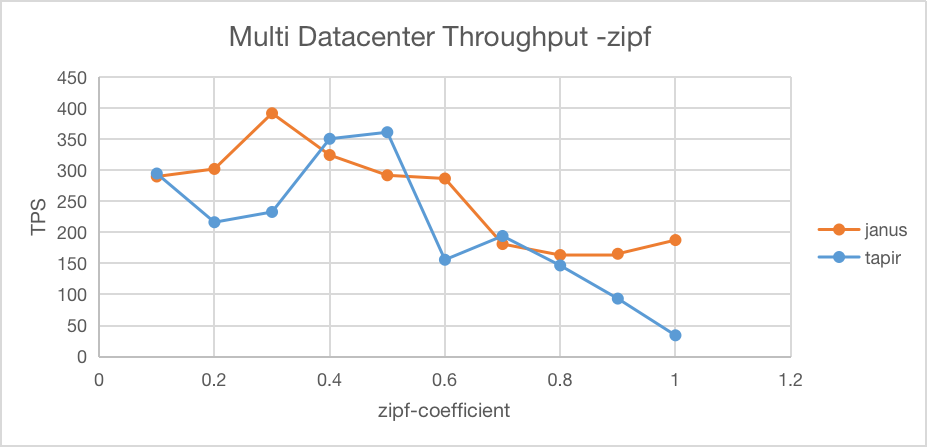 Multi Datacenter Throughput -zipf
450
400
350
300
250
200
150
100
50
0
TPS
0 0.2 0.4 0.6 0.8 1 1.2
zipf-coefficient
janus
tapir